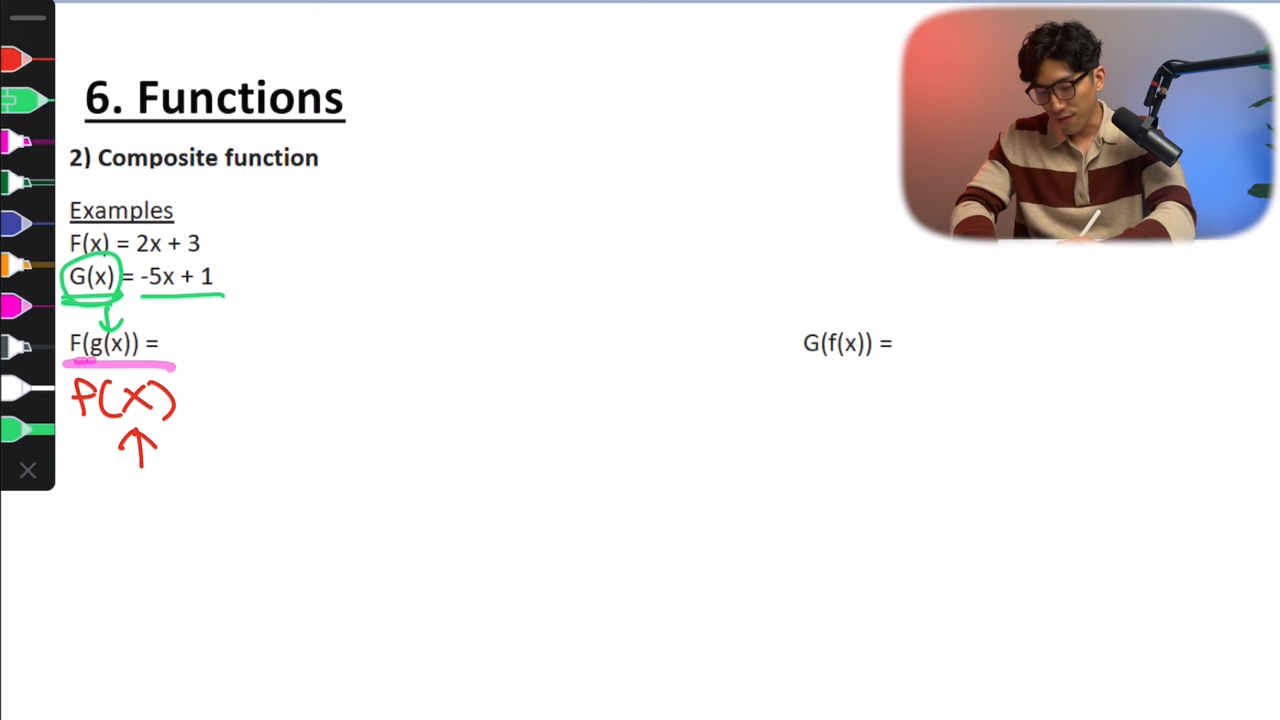 6. Functions
2) Composite function
Examples
F(x) = 2x + 3
G(x) = -5x + 1
F(g(x)) =
G(f(x)) =
f(x)